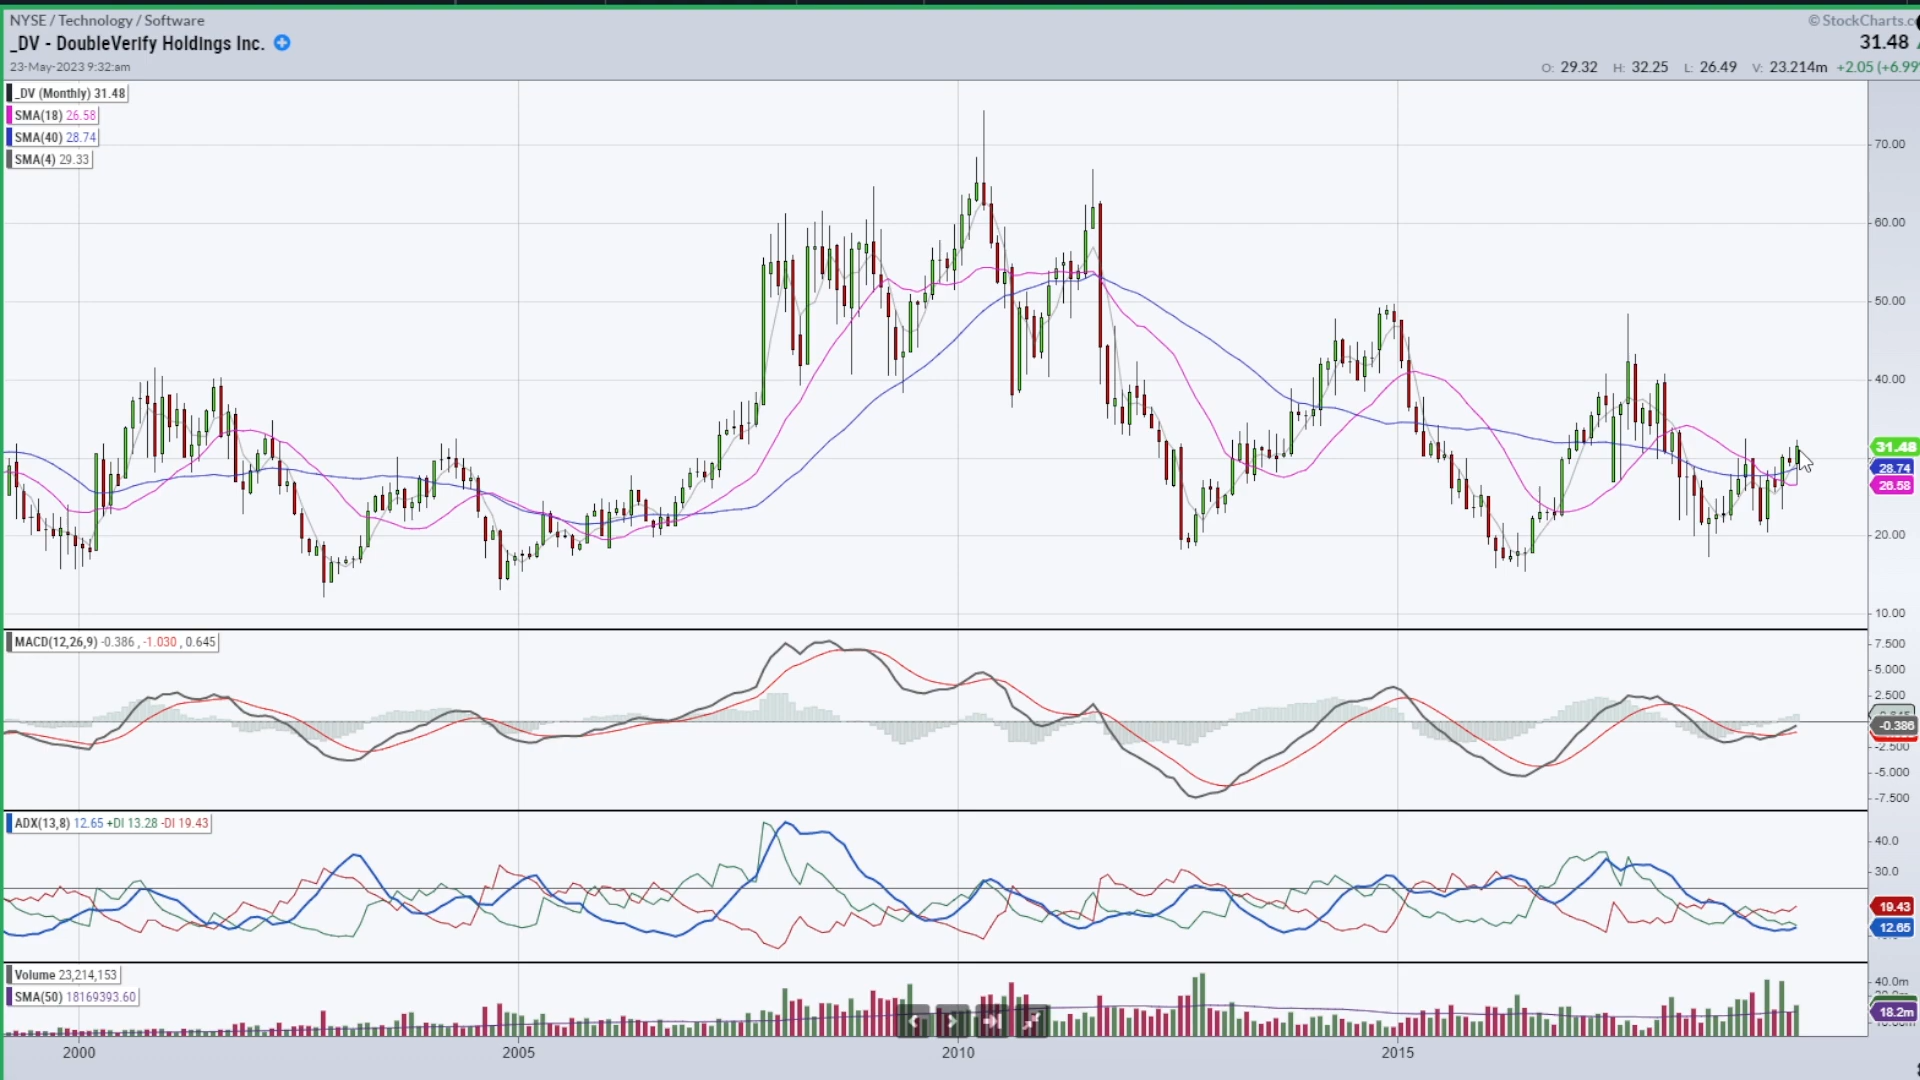 NYSE / Technology / Software
© StockCharts.c
_DV - DoubleVerify Holdings Inc.
31.48
23-May-2023 9:32:am
O: 29.32 H: 32.25 L: 26.49 V: 23.214m +2.05 (+6.99
_DV (Monthly) 31.48
SMA(18) 26.58
SMA(40) 28.74
SMA(4) 29.33
70.00
60.00
50.00
40.00
31.48
28.74
26.58
20.00
10.00
MACD(12,26,9) -0.386 , -1.030 , 0.645
7.500
5.000
2.500
-0.386
-2.500
-5.000
-7.500
ADX(13,8) 12.65 +DI 13.28 -DI 19.43
40.0
30.0
19.43
12.65
Volume 23,214,153
SMA(50) 18169393.60
40.0m
18.2m
2000
2005
2010
2015